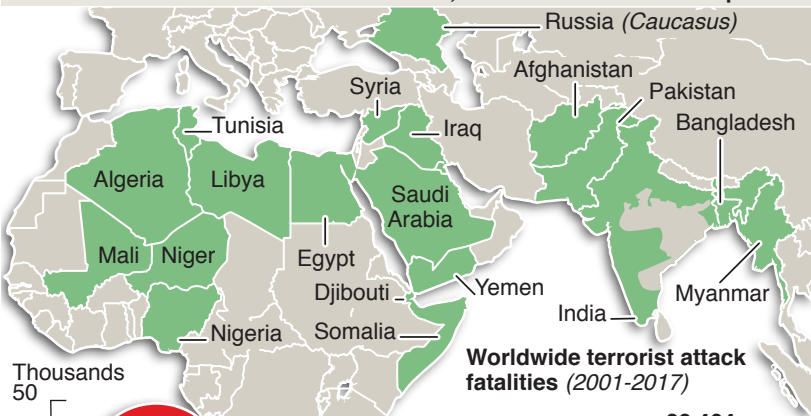 Russia (Caucasus)
Afghanistan
Syria
Pakistan
Bangladesh
Tunisia
Iraq
Algeria
Libya
Saudi
Arabia
Mali
Niger
Egypt
Djibouti
Yemen
Myanmar
India
Nigeria
Somalia
Worldwide terrorist attack
fatalities (2001-2017)
Thousands
50